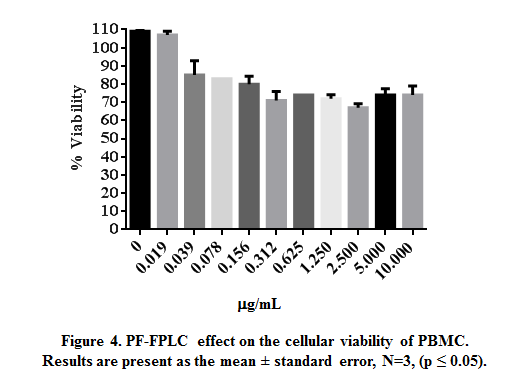 110
100
90
80
70
60
50
40
30
20
10
0
% Viability
0 0.019 0.039 0.078 0.156 0.312 0.625 1.250 2.500 5.000 10.000
µg/mL
Figure 4. PF-FPLC effect on the cellular viability of PBMC.
Results are present as the mean ± standard error, N=3, (p ≤ 0.05).